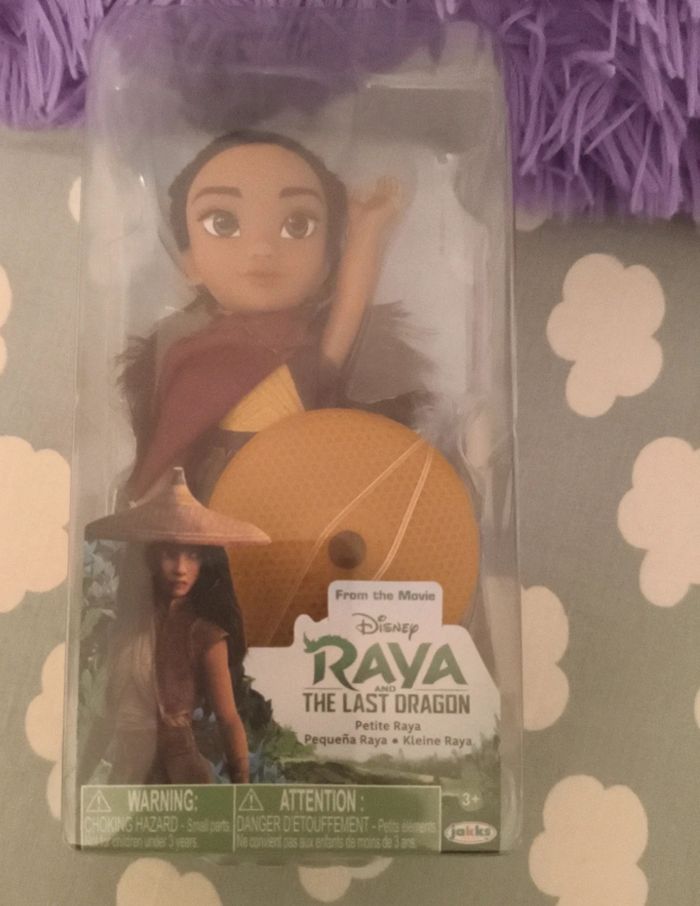 From the Movie
Disney
RAYA
AND
THE LAST DRAGON
Petite Raya
Pequeña Raya • Kleine Raya
WARNING:
CHOKING HAZARD - Small parts
Not for children under 3 years.
ATTENTION :
DANGER D'ETOUFFEMENT - Petits éléments
Ne convient pas aux enfants de moins de 3 ans.
3+
jakks